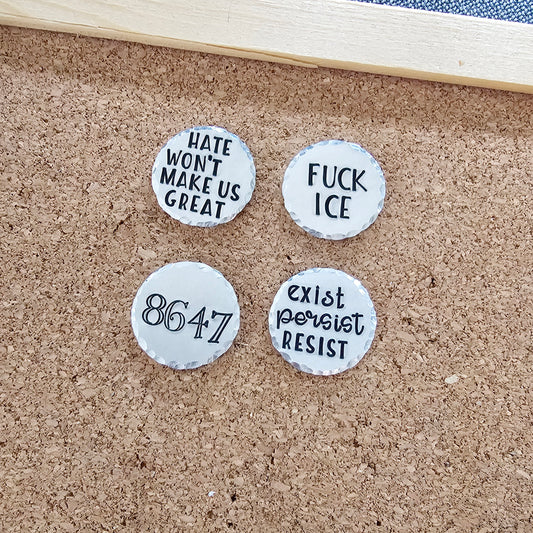 HATE
WON'T
MAKE US
GREAT
FUCK
ICE
8647
exist
persist
RESIST